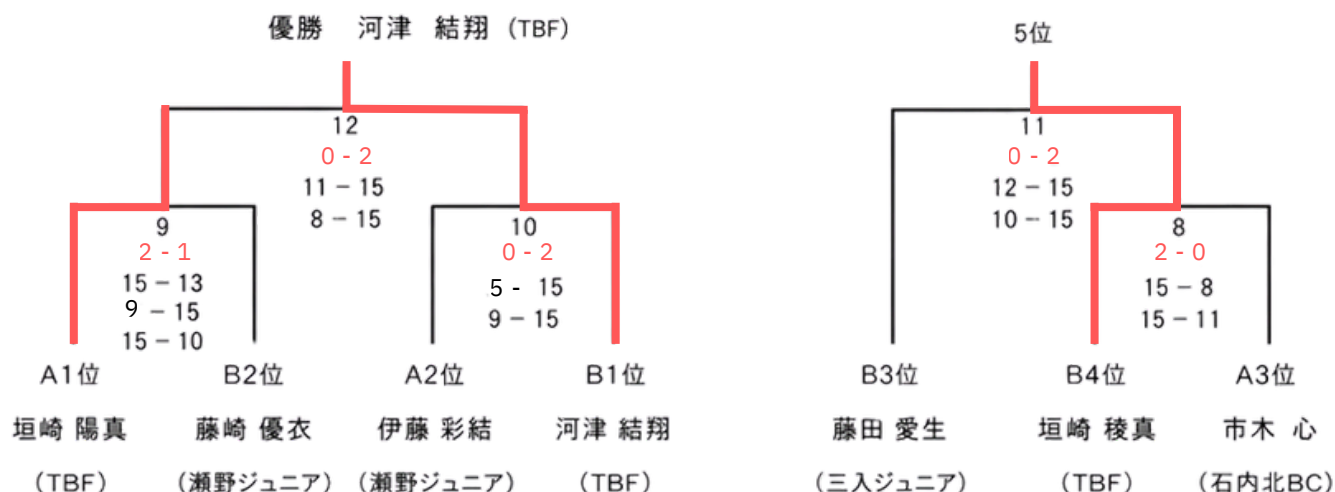 優勝 河津 結翔 (TBF)
12
0 - 2
11 - 15
8 - 15
9
2 - 1
15 - 13
9 - 15
15 - 10
10
0 - 2
5 - 15
9 - 15
A1位 B2位 A2位 B1位
垣崎 陽真 藤崎 優衣 伊藤 彩結 河津 結翔
(TBF) (瀬野ジュニア) (瀬野ジュニア) (TBF)
5位
11
0 - 2
12 - 15
10 - 15
8
2 - 0
15 - 8
15 - 11
B3位 B4位 A3位
藤田 愛生 垣崎 稜真 市木 心
(三入ジュニア) (TBF) (石内北BC)